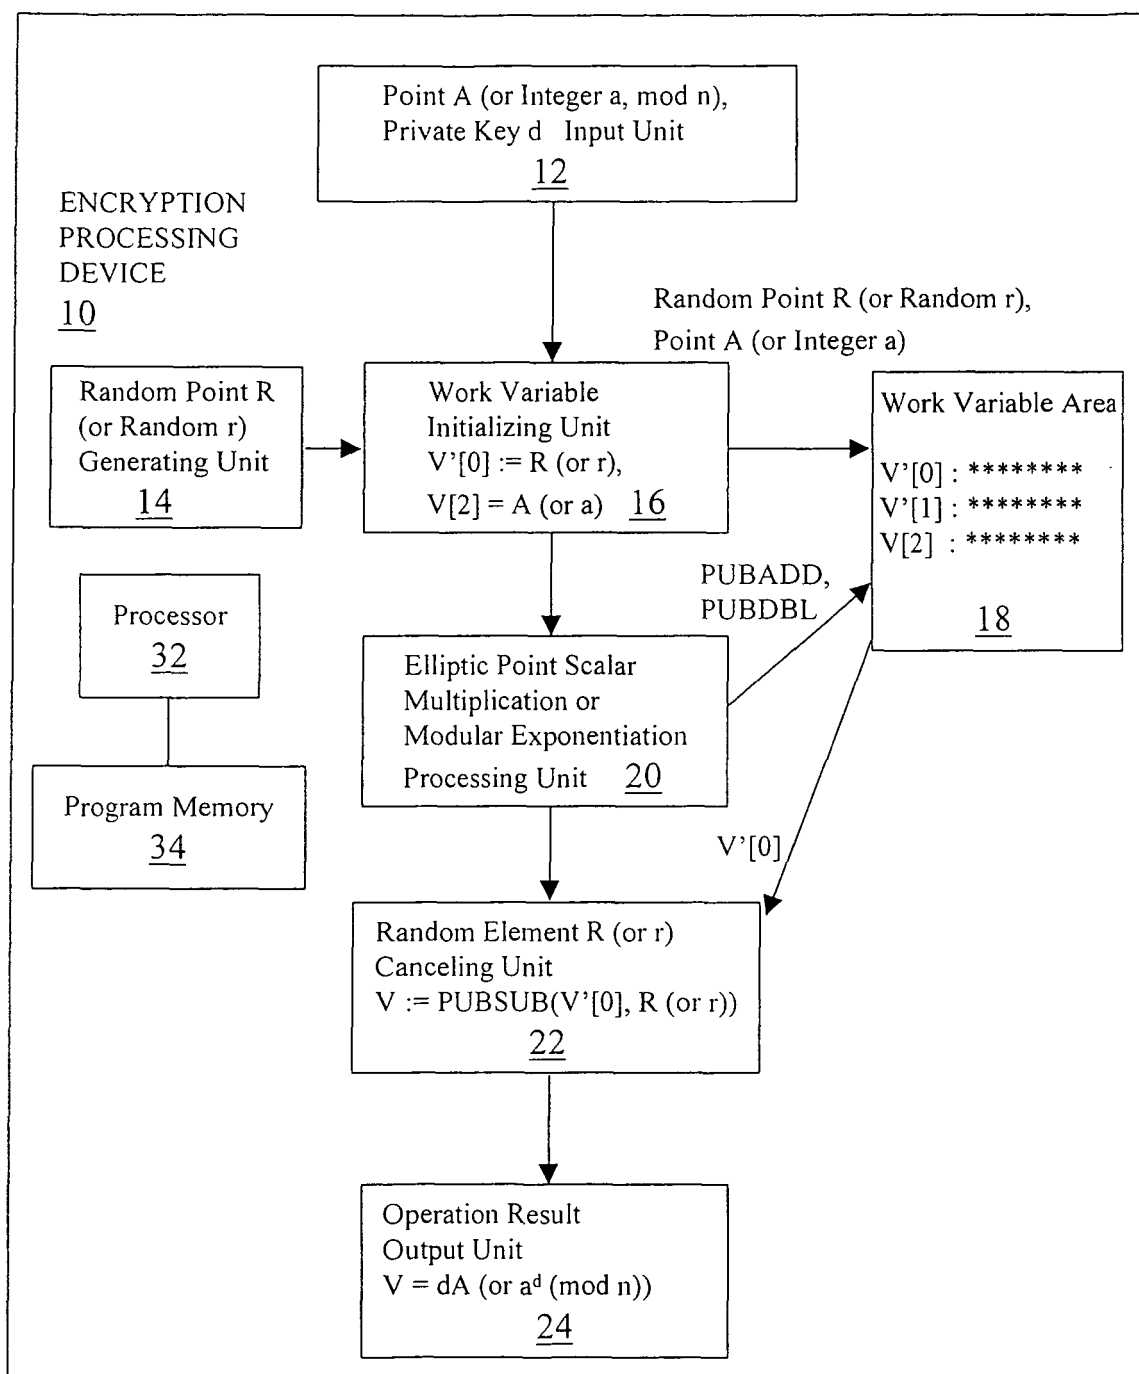 Point A (or Integer a, mod n),
Private Key d Input Unit
12
ENCRYPTION
PROCESSING
DEVICE
10
Random Point R (or Random r),
Point A (or Integer a)
Random Point R
(or Random r)
Generating Unit
14
Work Variable
Initializing Unit
V’[0] := R (or r),
V[2] = A (or a) 16
Work Variable Area
V’[0] : ********
V’[1] : ********
V[2] : ********
18
PUBADD,
PUBDBL
Processor
32
Elliptic Point Scalar
Multiplication or
Modular Exponentiation
Processing Unit 20
Program Memory
34
V’[0]
Random Element R (or r)
Canceling Unit
V := PUBSUB(V’[0], R (or r))
22
Operation Result
Output Unit
V = dA (or aᵈ (mod n))
24